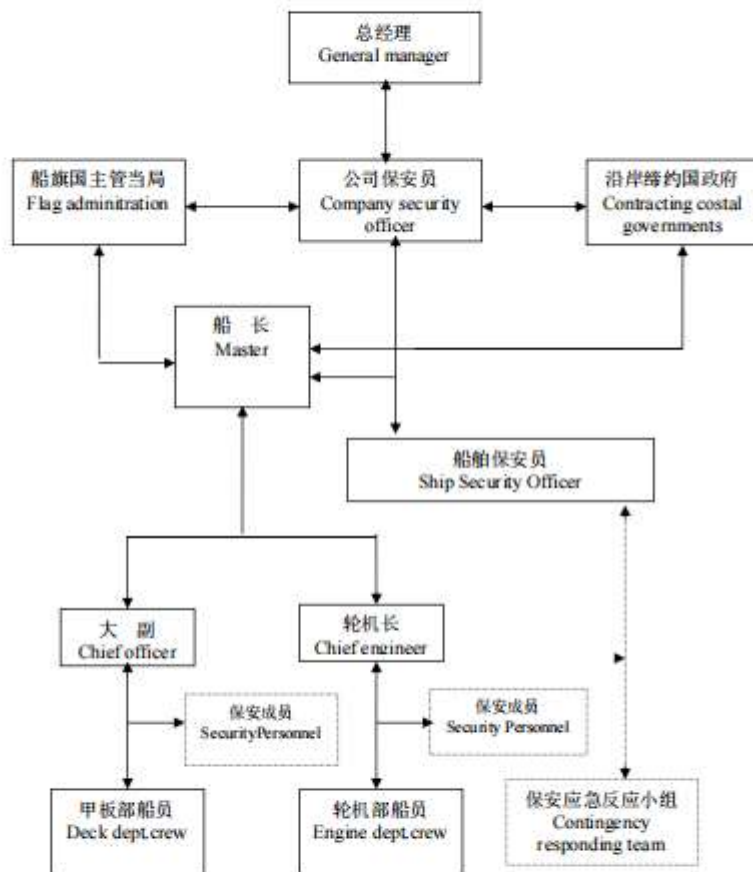 总经理
General manager
船旗国主管当局
Flag adminitration
公司保安员
Company security
officer
沿岸缔约国政府
Contracting costal
governments
船 长
Master
船舶保安员
Ship Security Officer
大 副
Chief officer
轮机长
Chief engineer
保安成员
SecurityPersonnel
保安成员
Security Personnel
甲板部船员
Deck dept.crew
轮机部船员
Engine dept.crew
保安应急反应小组
Contingency
responding team